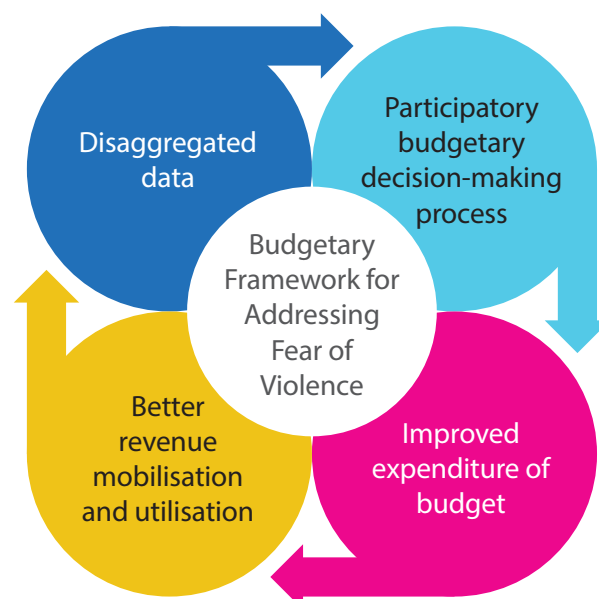 Disaggregated
data
Participatory
budgetary
decision-making
process
Budgetary
Framework for
Addressing
Fear of
Violence
Better
revenue
mobilisation
and utilisation
Improved
expenditure of
budget